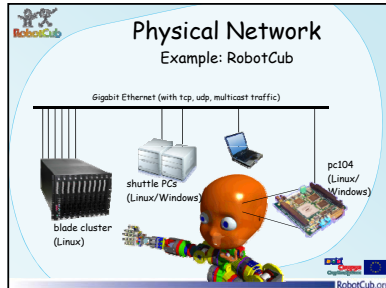 RobotCub
Physical Network
Example: RobotCub
Gigabit Ethernet (with tcp, udp, multicast traffic)
pc104
(Linux/
Windows)
shuttle PCs
(Linux/Windows)
blade cluster
(Linux)
RobotCub.org